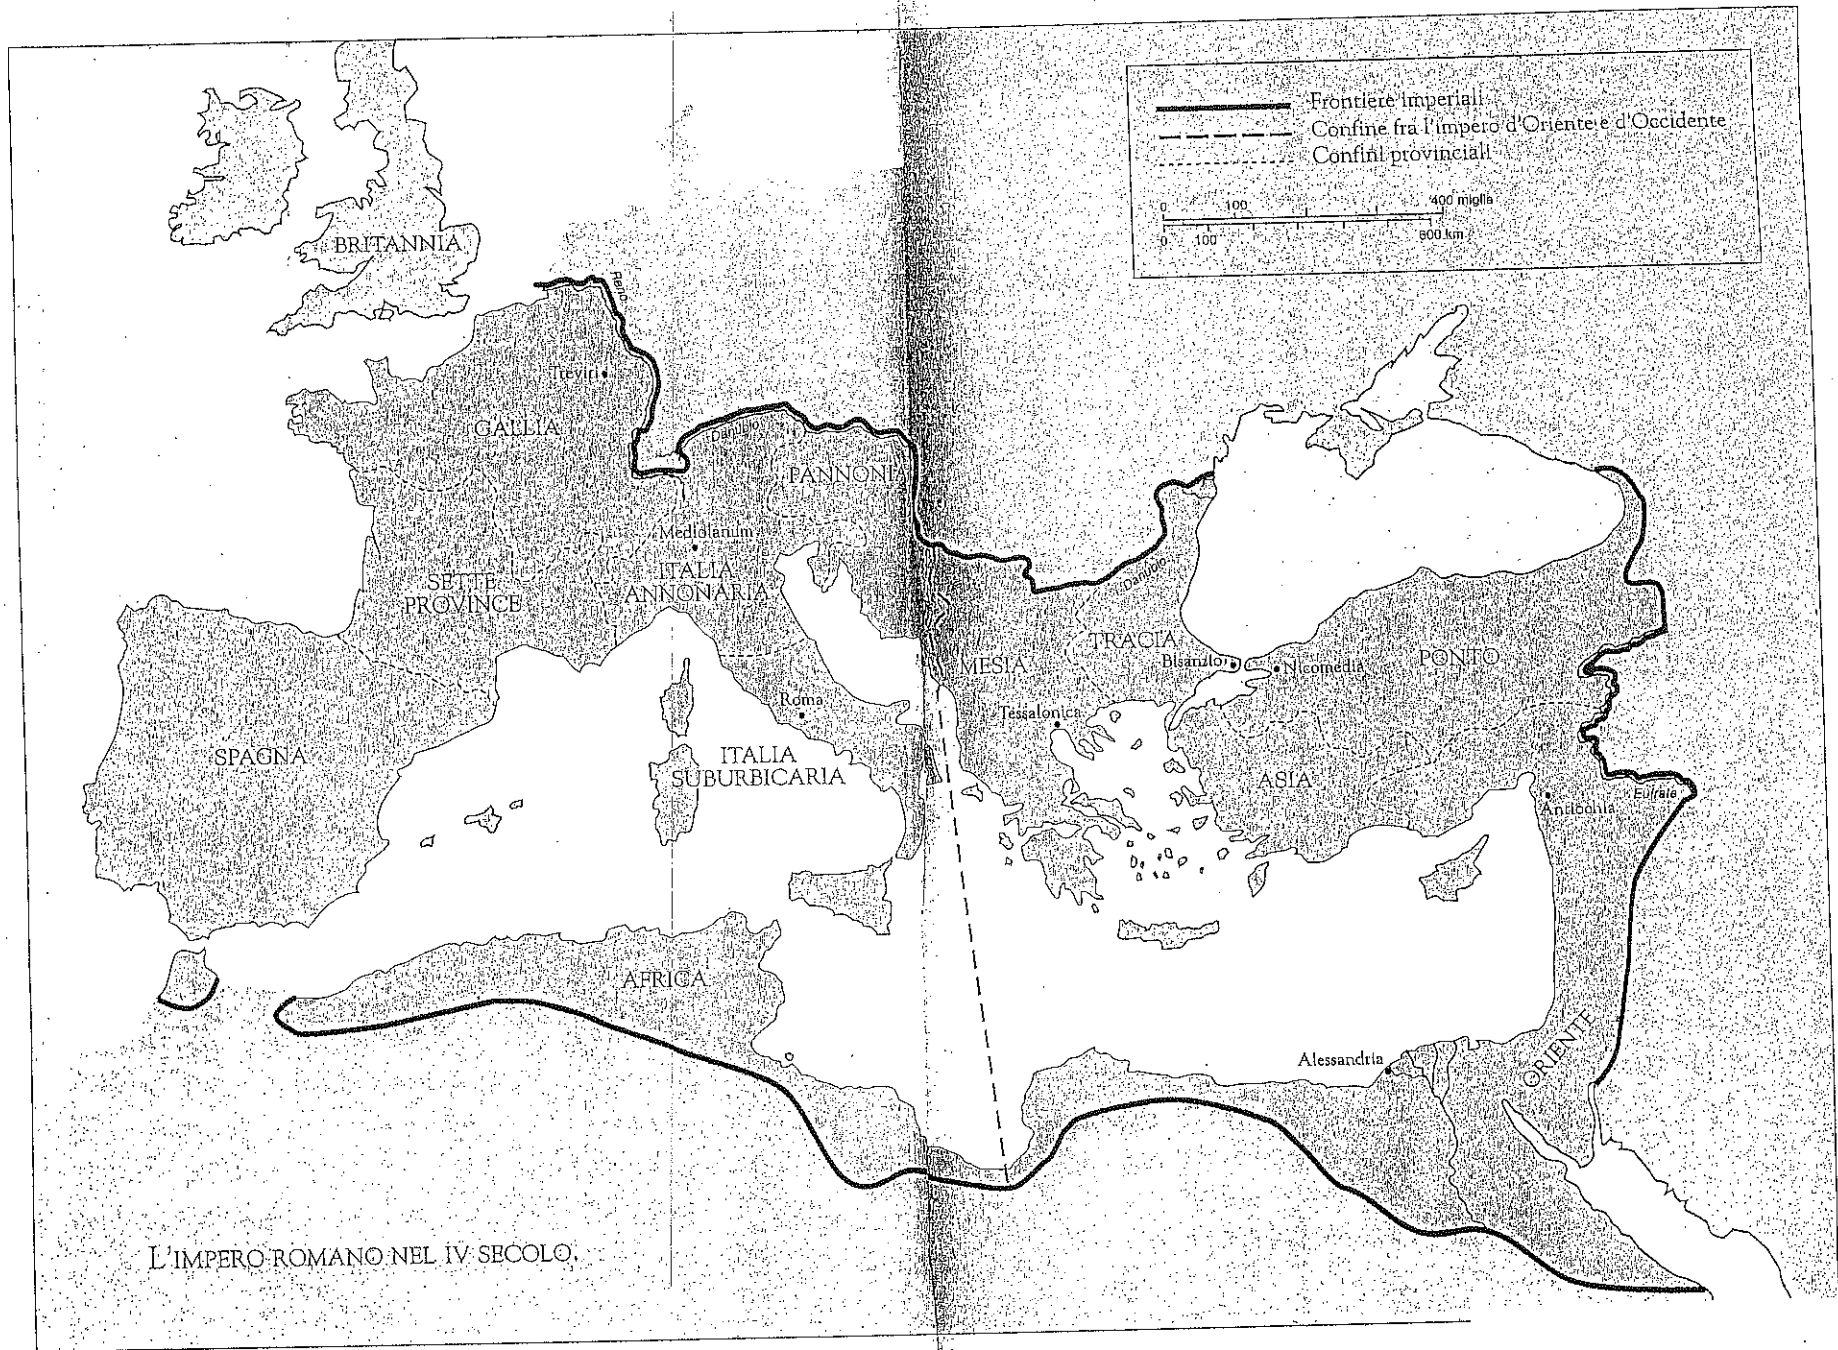 Frontiere imperiali
Confine fra l'impero d'Oriente e d'Occidente
Confini provinciali
0 100 400 miglia
0 100 600 km
BRITANNIA
Reno
Treviri
GALLIA
Danubio
PANNONIA
Mediolanum
ITALIA
ANNONARIA
SETTE
PROVINCE
Danubio
TRACIA
MESIA
Bisanzio
Nicomedia
PONTO
Roma
Tessalonica
SPAGNA
ITALIA
SUBURBICARIA
ASIA
Eufrate
Antiochia
AFRICA
Alessandria
ORIENTE
L'IMPERO ROMANO NEL IV SECOLO.